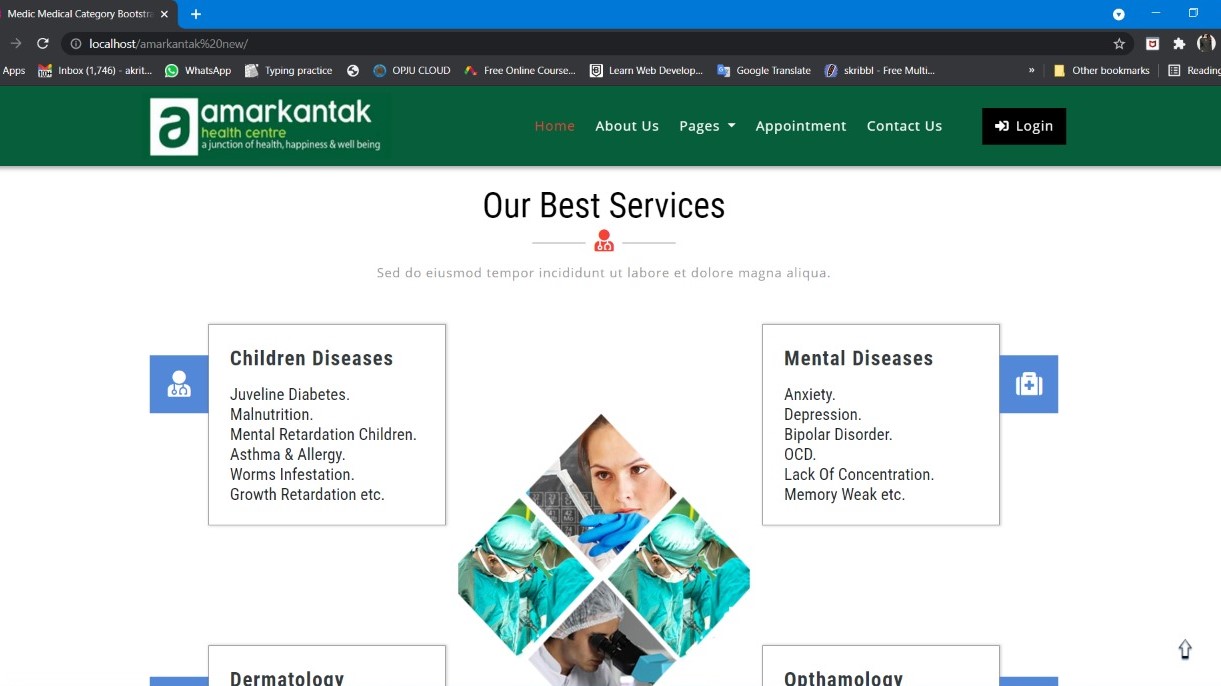 Medic Medical Category Bootstra
localhost/amarkantak%20new/
Apps Inbox (1,746) - akrit... WhatsApp Typing practice OPJU CLOUD Free Online Course... Learn Web Develop... Google Translate skribbl - Free Multi... » Other bookmarks Reading
a amarkantak
health centre
a junction of health, happiness & well being
Home About Us Pages Appointment Contact Us Login
Our Best Services
Sed do eiusmod tempor incididunt ut labore et dolore magna aliqua.
Children Diseases
Juveline Diabetes.
Malnutrition.
Mental Retardation Children.
Asthma & Allergy.
Worms Infestation.
Growth Retardation etc.
Mental Diseases
Anxiety.
Depression.
Bipolar Disorder.
OCD.
Lack Of Concentration.
Memory Weak etc.
Dermatology
Opthamology